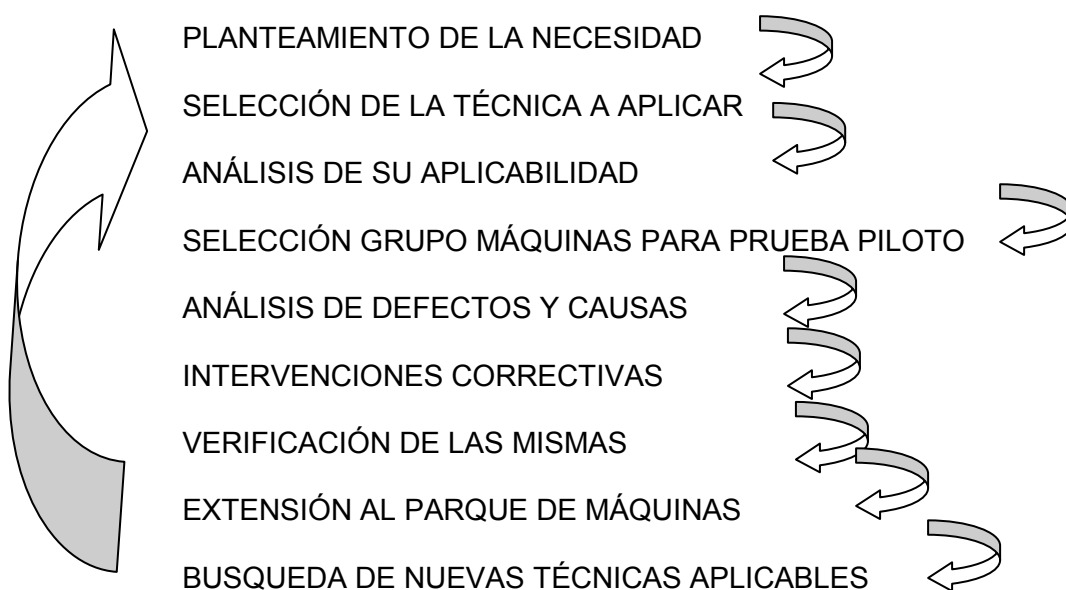 PLANTEAMIENTO DE LA NECESIDAD
SELECCIÓN DE LA TÉCNICA A APLICAR
ANÁLISIS DE SU APLICABILIDAD
SELECCIÓN GRUPO MÁQUINAS PARA PRUEBA PILOTO
ANÁLISIS DE DEFECTOS Y CAUSAS
INTERVENCIONES CORRECTIVAS
VERIFICACIÓN DE LAS MISMAS
EXTENSIÓN AL PARQUE DE MÁQUINAS
BUSQUEDA DE NUEVAS TÉCNICAS APLICABLES